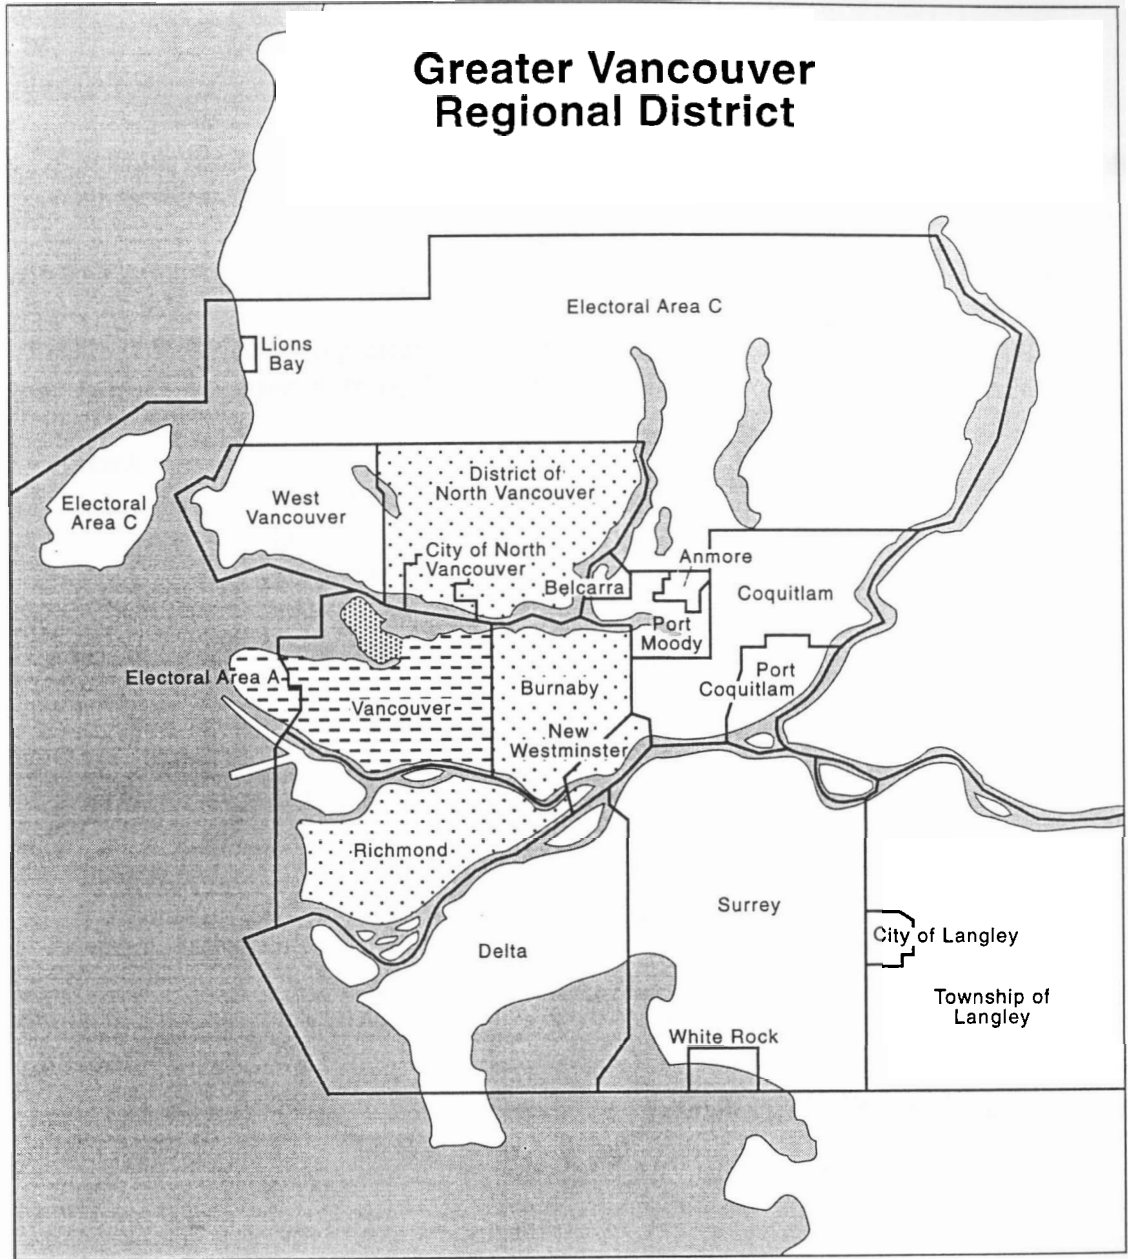 Greater Vancouver
Regional District
Electoral Area C
Lions
Bay
District of
North Vancouver
West
Vancouver
Electoral
Area C
City of North
Vancouver
Anmore
Belcarra
Coquitlam
Port
Moody
Electoral Area A
Port
Coquitlam
Burnaby
Vancouver
New
Westminster
Richmond
Surrey
City of Langley
Delta
Township of
Langley
White Rock